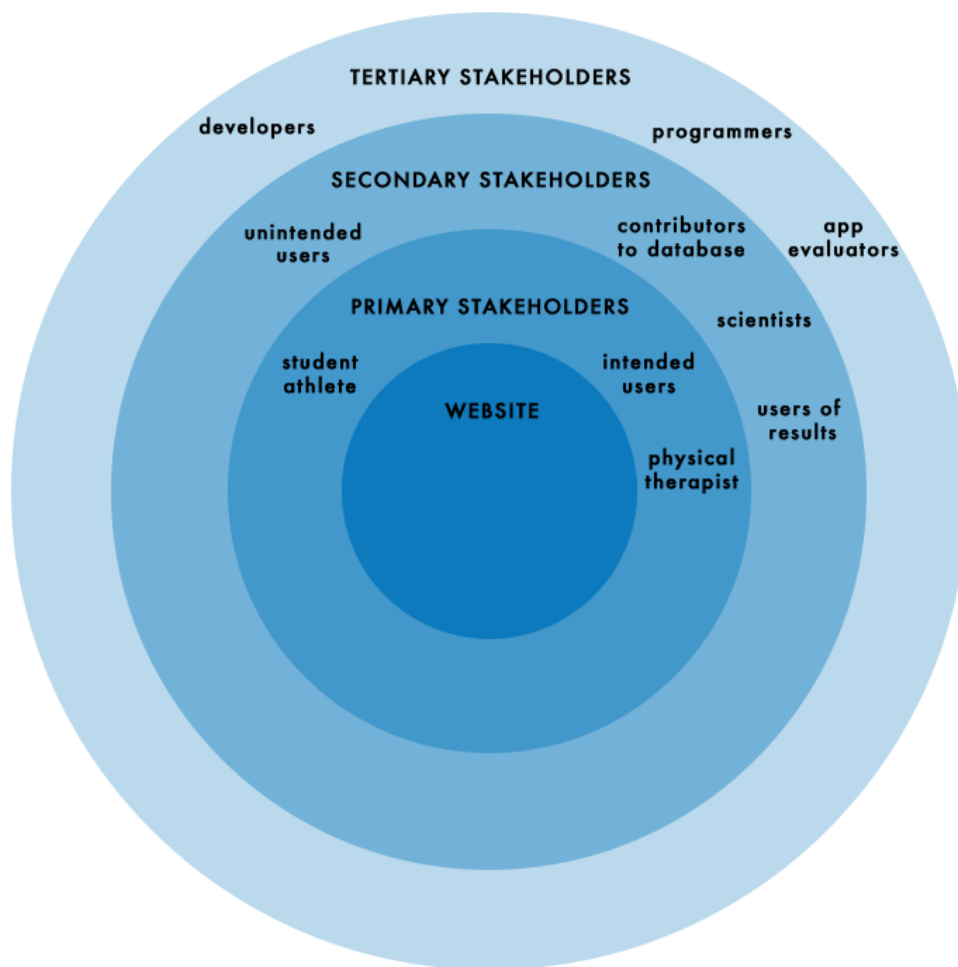 TERTIARY STAKEHOLDERS
developers
programmers
SECONDARY STAKEHOLDERS
unintended
users
contributors
to database
app
evaluators
PRIMARY STAKEHOLDERS
scientists
student
athlete
intended
users
WEBSITE
users of
results
physical
therapist